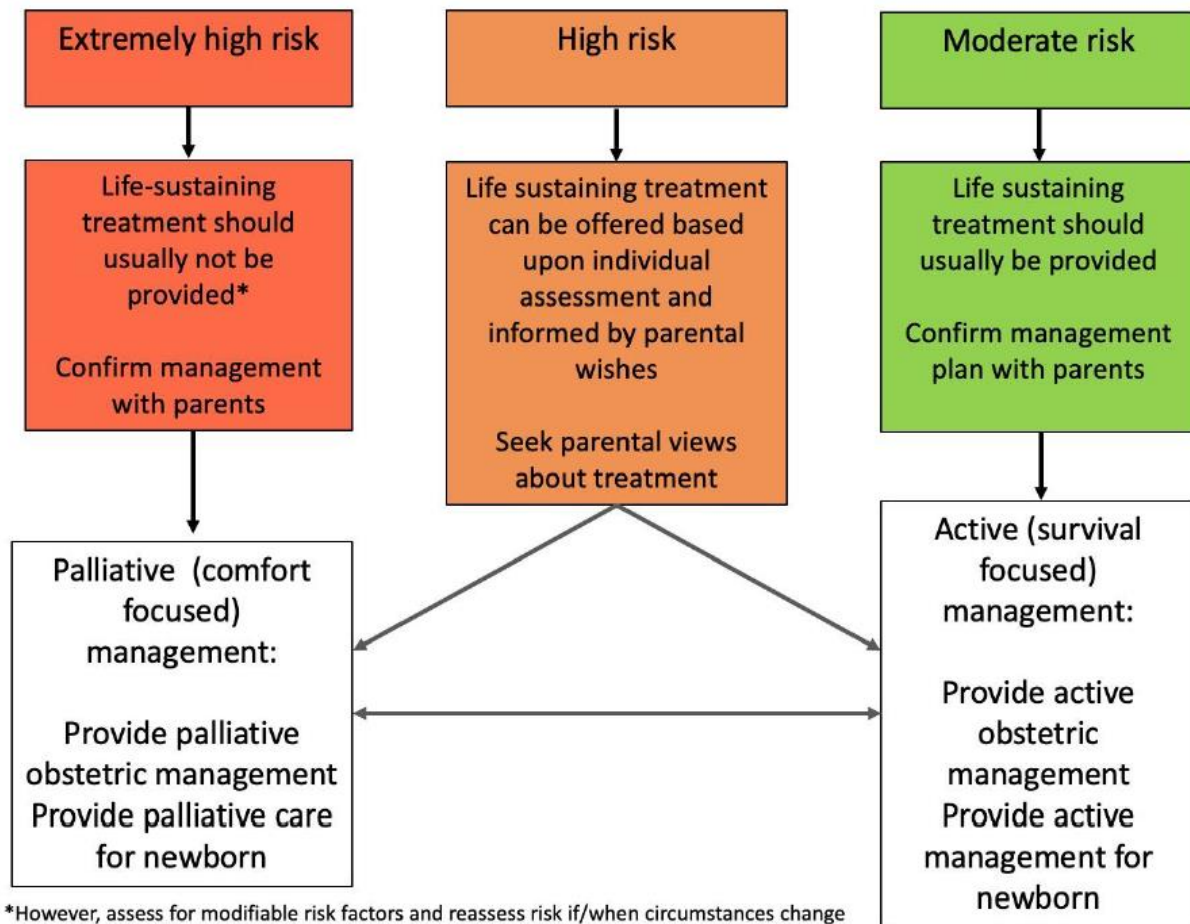 Extremely high risk
High risk
Moderate risk
Life-sustaining
treatment should
usually not be
provided*
Confirm management
with parents
Life sustaining treatment
can be offered based
upon individual
assessment and
informed by parental
wishes
Seek parental views
about treatment
Life sustaining
treatment should
usually be provided
Confirm management
plan with parents
Palliative (comfort
focused)
management:
Provide palliative
obstetric management
Provide palliative care
for newborn
Active (survival
focused)
management:
Provide active
obstetric
management
Provide active
management for
newborn
*However, assess for modifiable risk factors and reassess risk if/when circumstances change